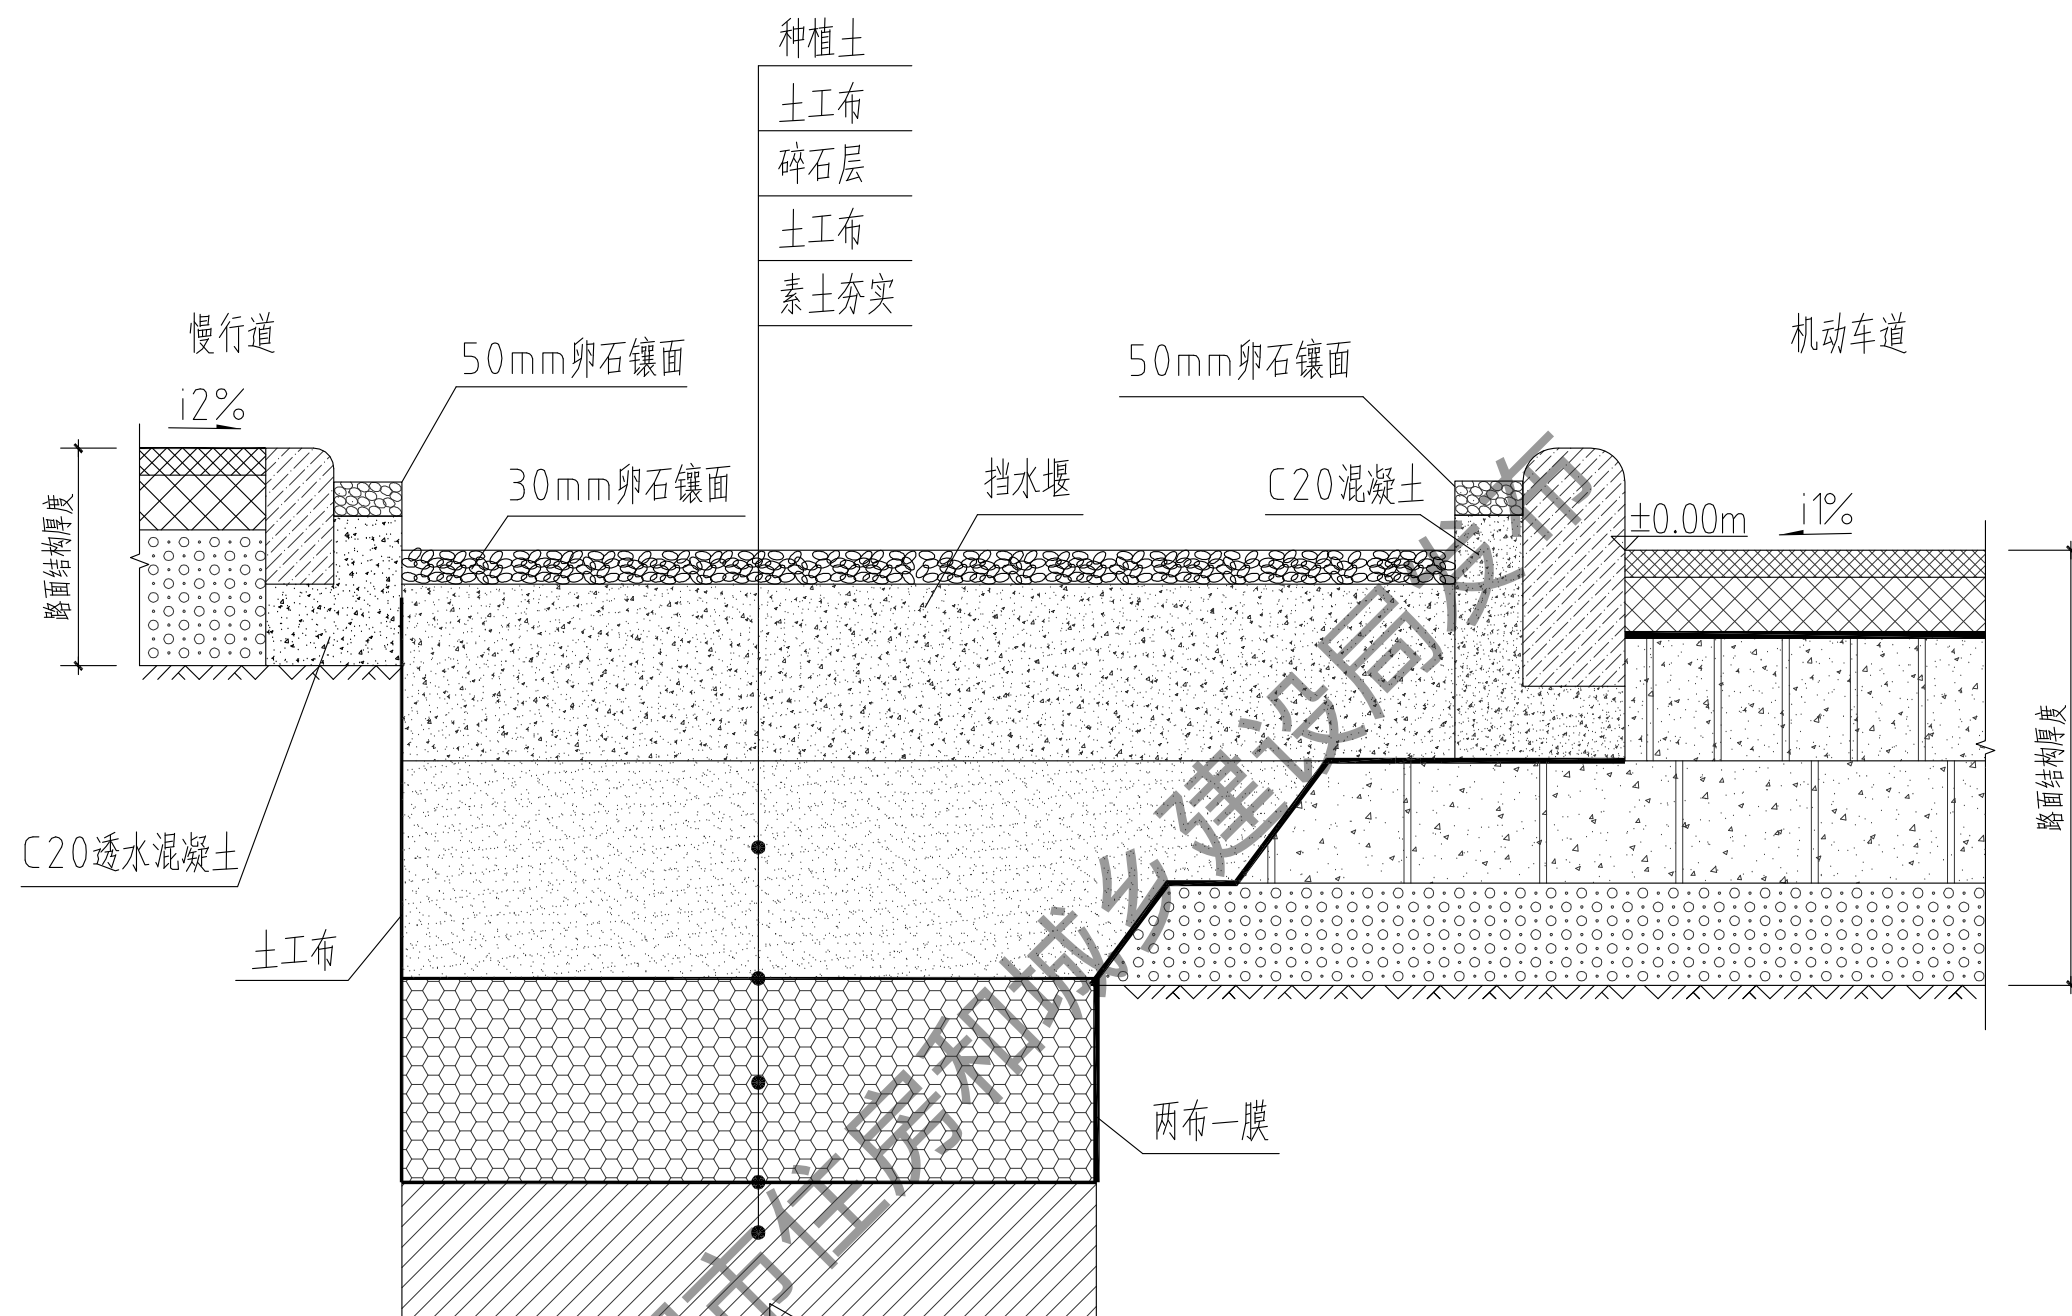 种植土
土工布
碎石层
土工布
素土夯实
慢行道
机动车道
50mm卵石镶面
50mm卵石镶面
i2%
30mm卵石镶面
挡水堰
C20混凝土
±0.00m
i1%
路面结构厚度
路面结构厚度
C20透水混凝土
土工布
两布一膜
市住房和城乡建设局发布